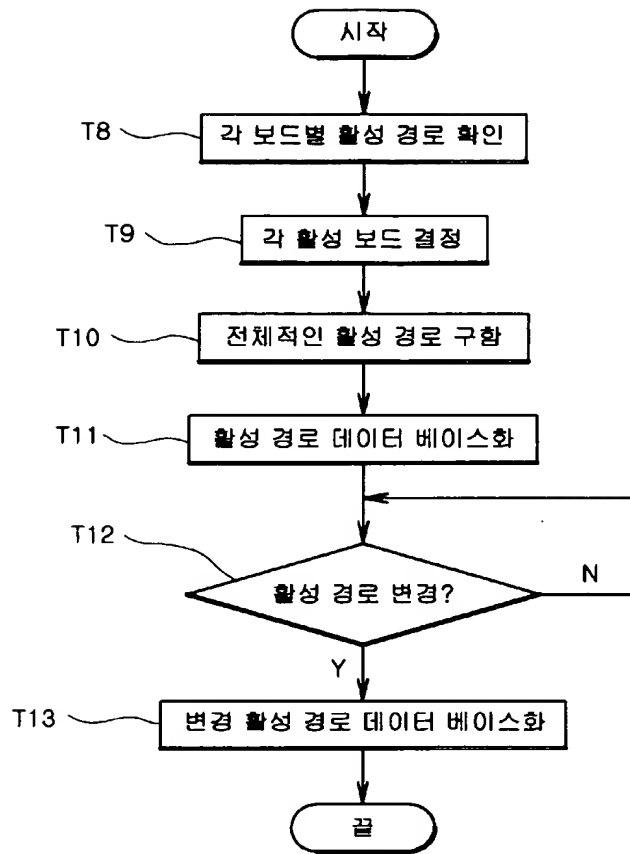 시작
T8
각 보드별 활성 경로 확인
T9
각 활성 보드 결정
T10
전체적인 활성 경로 구함
T11
활성 경로 데이터 베이스화
T12
활성 경로 변경?
N
Y
T13
변경 활성 경로 데이터 베이스화
끝